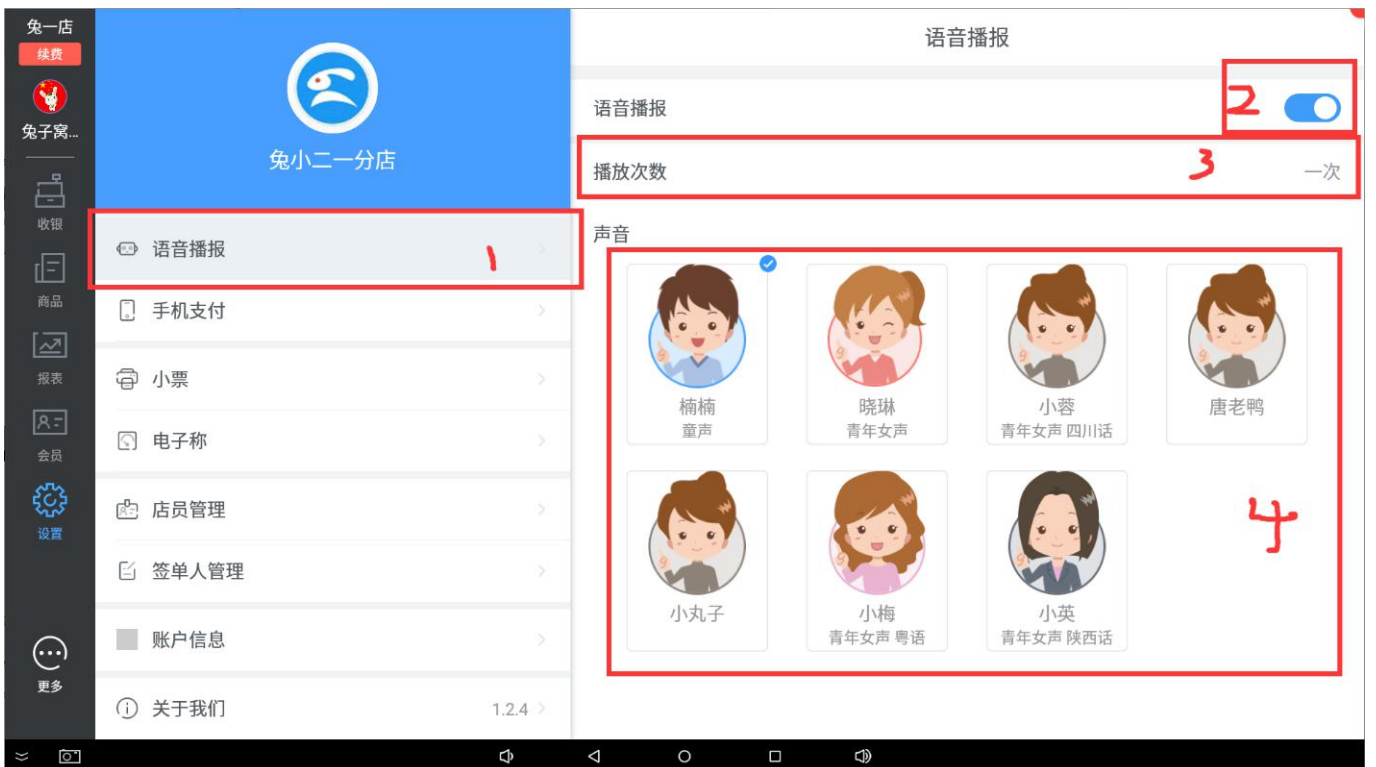 兔一店
续费
兔子窝...
收银
商品
报表
会员
设置
更多
兔小二一分店
语音播报
1
手机支付
小票
电子称
店员管理
签单人管理
账户信息
关于我们
1.2.4
语音播报
语音播报
2
播放次数
3
一次
声音
楠楠
童声
晓琳
青年女声
小蓉
青年女声 四川话
唐老鸭
小丸子
小梅
青年女声 粤语
小英
青年女声 陕西话
4